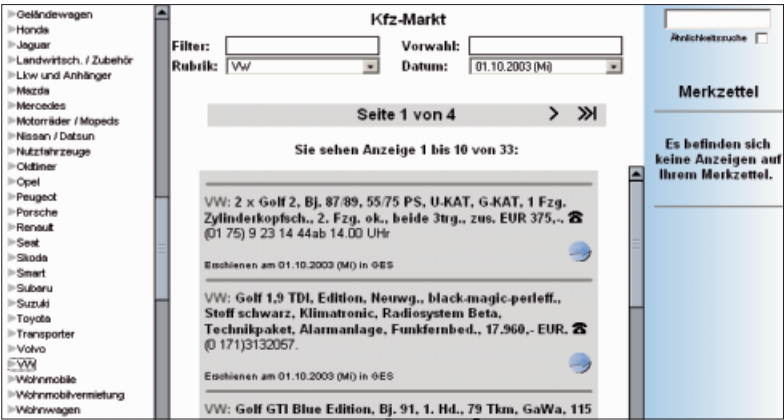 Geländewagen
Honda
Jaguar
Landwirtsch. / Zubehör
Lkw und Anhänger
Mazda
Mercedes
Motorräder / Mopeds
Nissan / Datsun
Nutzfahrzeuge
Oldtimer
Opel
Peugeot
Porsche
Renault
Seat
Skoda
Smart
Subaru
Suzuki
Toyota
Transporter
Volvo
VW
Wohnmobile
Wohnmobilvermietung
Wohnwagen
Kfz-Markt
Filter: Vorwahl:
Rubrik: VW Datum: 01.10.2003 (Mi)
Seite 1 von 4
Sie sehen Anzeige 1 bis 10 von 33:
VW: 2 x Golf 2, Bj. 87/89, 55/75 PS, U-KAT, G-KAT, 1 Fzg.
Zylinderkopfsch., 2. Fzg. ok., beide 3trg., zus. EUR 375,-. ☎
(01 75) 9 23 14 44ab 14.00 UHr
Erschienen am 01.10.2003 (Mi) in GES
VW: Golf 1,9 TDI, Edition, Neuwg., black-magic-perleff.,
Stoff schwarz, Klimatronic, Radiosystem Beta,
Technikpaket, Alarmanlage, Funkfernbed., 17.960,- EUR. ☎
(0 171)3132057.
Erschienen am 01.10.2003 (Mi) in GES
VW: Golf GTI Blue Edition, Bj. 91, 1. Hd., 79 Tkm, GaWa, 115
Ähnlichkeitssuche
Merkzettel
Es befinden sich
keine Anzeigen auf
Ihrem Merkzettel.